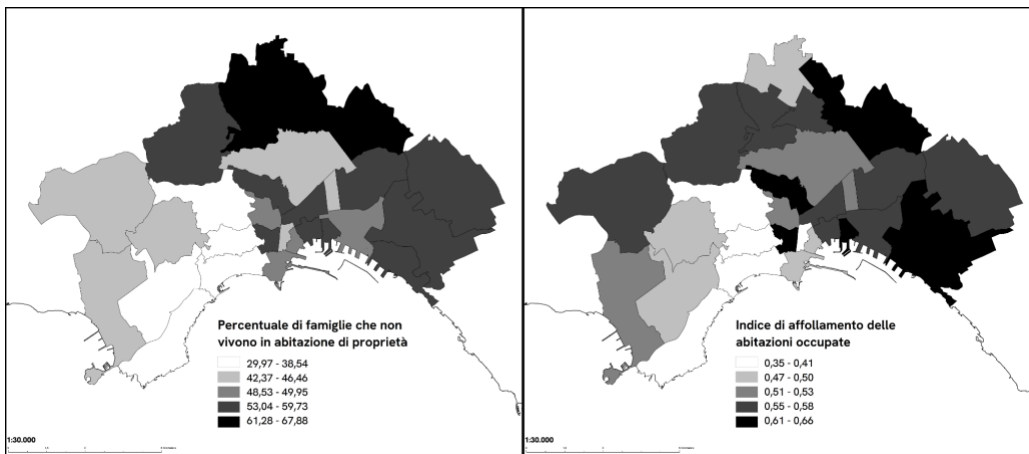 Percentuale di famiglie che non
vivono in abitazione di proprietà
29,97 - 38,54
42,37 - 46,46
48,53 - 49,95
53,04 - 59,73
61,28 - 67,88
1:30.000
Indice di affollamento delle
abitazioni occupate
0,35 - 0,41
0,47 - 0,50
0,51 - 0,53
0,55 - 0,58
0,61 - 0,66
1:30.000